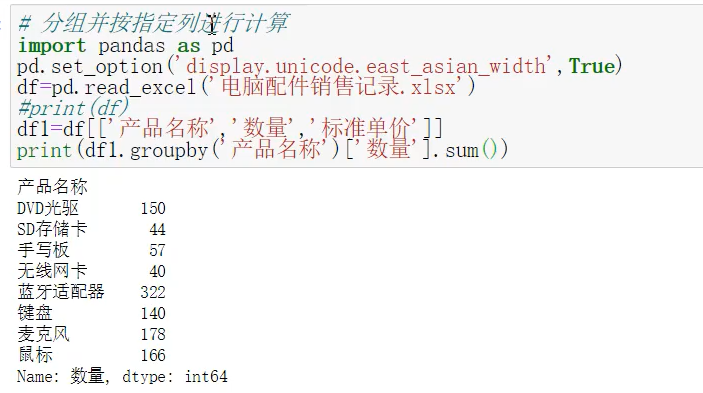 # 分组并按指定列进行计算
import pandas as pd
pd.set_option('display.unicode.east_asian_width',True)
df=pd.read_excel('电脑配件销售记录.xlsx')
#print(df)
df1=df[['产品名称','数量','标准单价']]
print(df1.groupby('产品名称')['数量'].sum())
产品名称
DVD光驱 150
SD存储卡 44
手写板 57
无线网卡 40
蓝牙适配器 322
键盘 140
麦克风 178
鼠标 166
Name: 数量, dtype: int64